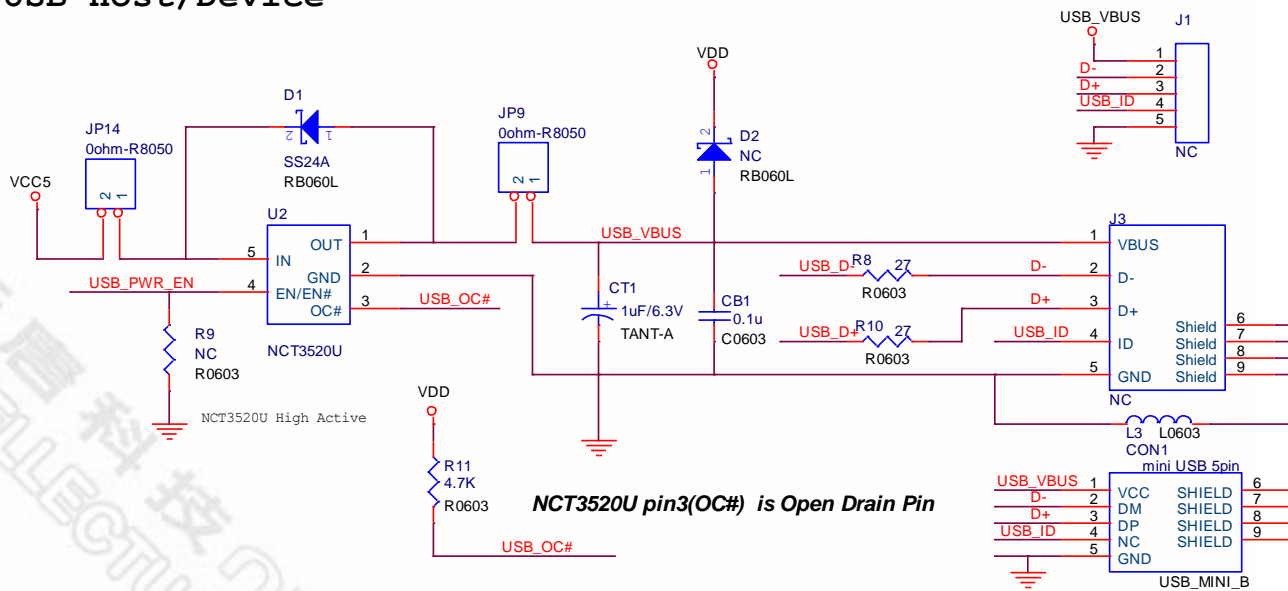 USB Host/Device
USB_VBUS
J1
1
D-
2
D+
3
USB_ID
4
5
NC
VDD
D1
2
1
SS24A
RB060L
JP9
0ohm-R8050
2
1
2
D2
NC
1
RB060L
JP14
0ohm-R8050
VCC5
2
1
U2
OUT
1
5
IN
GND
2
USB_PWR_EN
4
EN/EN#
OC#
3
USB_OC#
NCT3520U
R9
NC
R0603
NCT3520U High Active
USB_VBUS
CT1
+
1uF/6.3V
TANT-A
CB1
0.1u
C0603
USB_D-
R8
27
R0603
D-
USB_D+
R10
27
R0603
D+
USB_ID
J3
1
VBUS
2
D-
3
D+
4
ID
5
GND
Shield
6
Shield
7
Shield
8
Shield
9
NC
L3
L0603
VDD
R11
4.7K
R0603
USB_OC#
NCT3520U pin3(OC#) is Open Drain Pin
CON1
mini USB 5pin
USB_VBUS
1
VCC
SHIELD
6
D-
2
DM
SHIELD
7
D+
3
DP
SHIELD
8
USB_ID
4
NC
SHIELD
9
5
GND
USB_MINI_B
科技